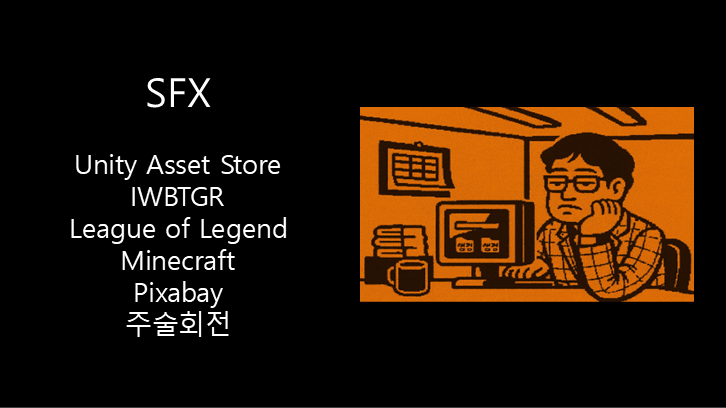 SFX
Unity Asset Store
IWBTGR
League of Legend
Minecraft
Pixabay
주술회전